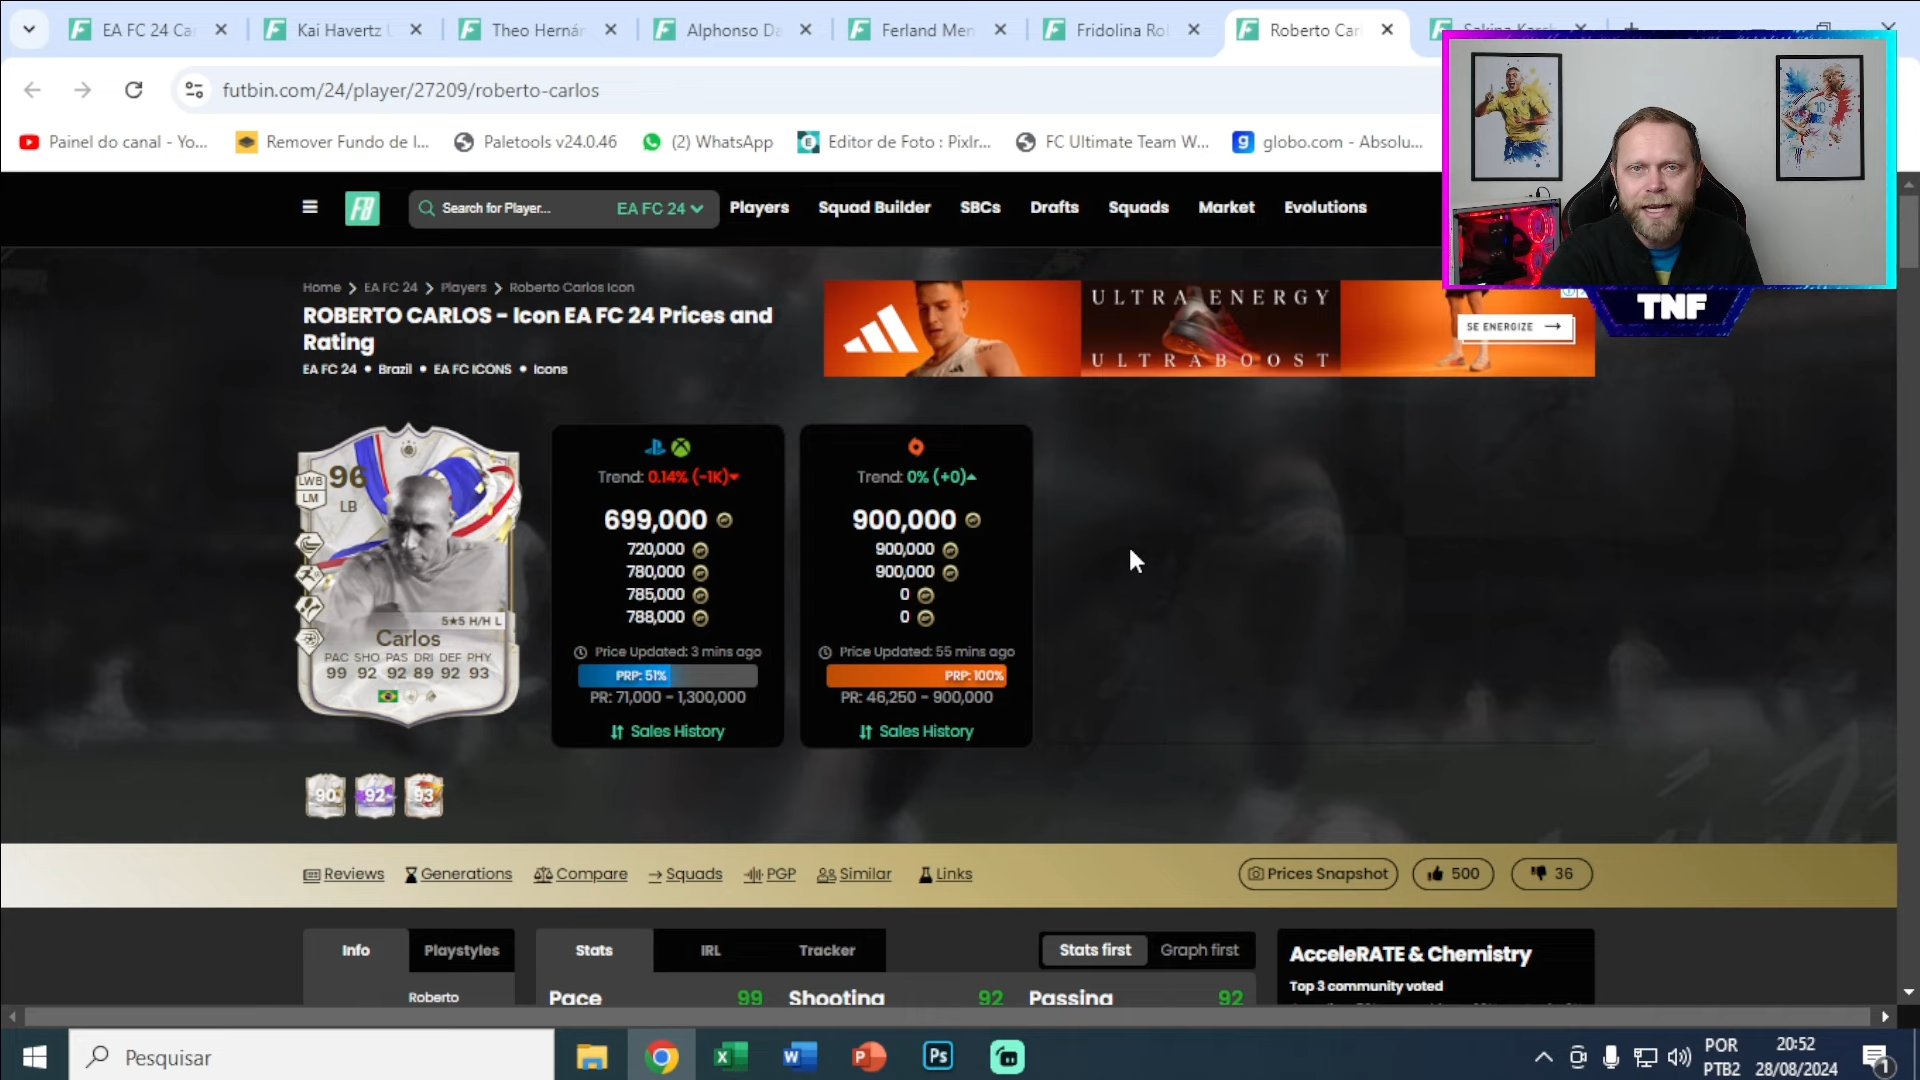 EA FC 24 Ca
Kai Havertz
Theo Hernán
Alphonso Da
Ferland Men
Fridolina Rol
Roberto Carl
futbin.com/24/player/27209/roberto-carlos
Painel do canal - Yo...
Remover Fundo de I...
Paletools v24.0.46
(2) WhatsApp
Editor de Foto : Pixlr...
FC Ultimate Team W...
globo.com - Absolu...
Search for Player...
EA FC 24
Players
Squad Builder
SBCs
Drafts
Squads
Market
Evolutions
TNF
Home > EA FC 24 > Players > Roberto Carlos Icon
ROBERTO CARLOS - Icon EA FC 24 Prices and
Rating
EA FC 24 • Brazil • EA FC ICONS • Icons
ULTRA ENERGY
ULTRABOOST
SE ENERGIZE →
96
LWB
LM
LB
5★5 H/H L
Carlos
PAC SHO PAS DRI DEF PHY
99 92 92 89 92 93
Trend: 0.14% (-1K)
699,000
720,000
780,000
785,000
788,000
Price Updated: 3 mins ago
PRP: 51%
PR: 71,000 - 1,300,000
Sales History
Trend: 0% (+0)
900,000
900,000
900,000
0
0
Price Updated: 55 mins ago
PRP: 100%
PR: 46,250 - 900,000
Sales History
90
92
93
Reviews
Generations
Compare
Squads
PGP
Similar
Links
Prices Snapshot
500
36
Info
Playstyles
Stats
IRL
Tracker
Stats first
Graph first
AcceleRATE & Chemistry
Top 3 community voted
Roberto
Pace 99
Shooting 92
Passing 92
Pesquisar
POR
PTB2
20:52
28/08/2024
1